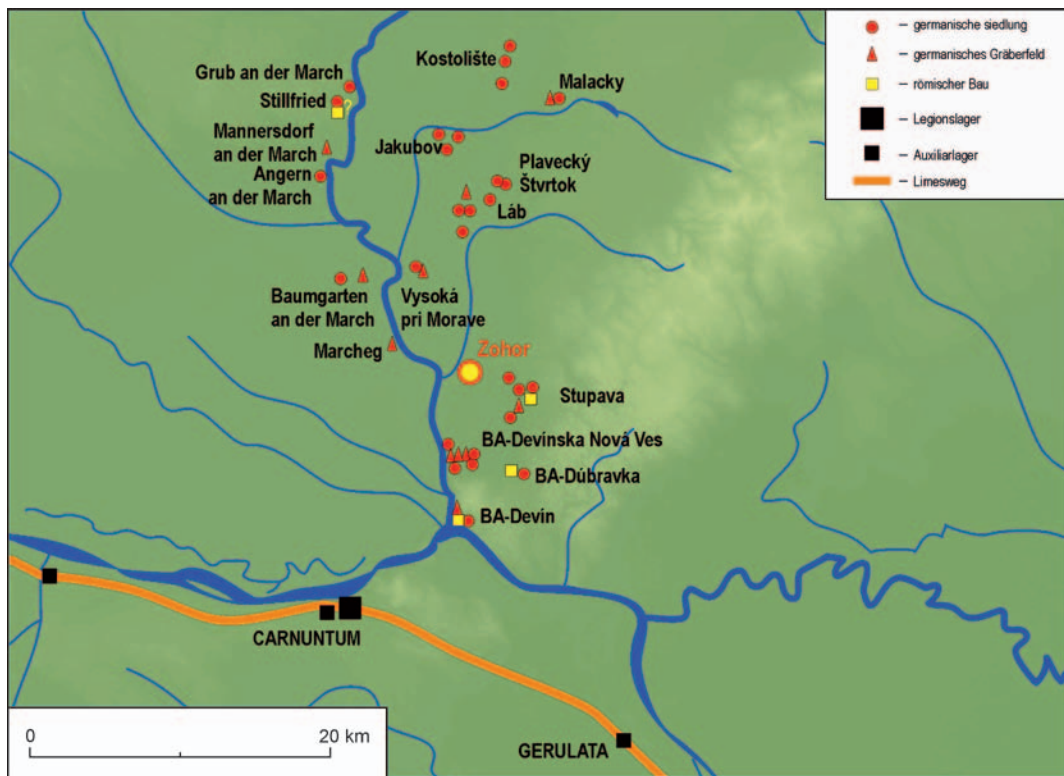 – germanische siedlung
– germanisches Gräberfeld
– römischer Bau
– Legionslager
– Auxiliarlager
– Limesweg
Kostolište
Grub an der March
Malacky
Stillfried
Mannersdorf
an der March
Jakubov
Angern
an der March
Plavecký
Štvrtok
Láb
Baumgarten
an der March
Vysoká
pri Morave
Marcheg
Zohor
Stupava
BA-Devínska Nová Ves
BA-Dúbravka
BA-Devín
CARNUNTUM
GERULATA
0
20 km